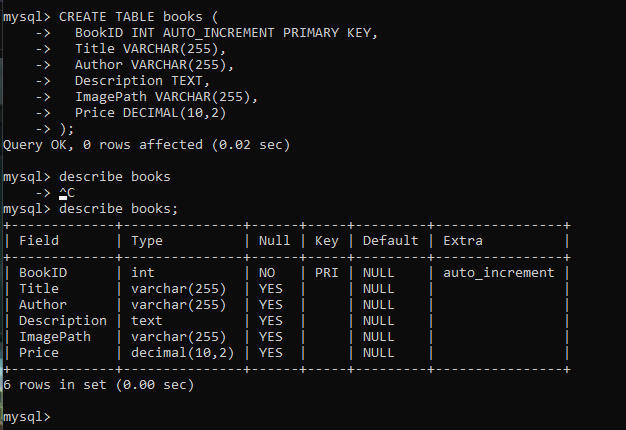 mysql> CREATE TABLE books (
    ->    BookID INT AUTO_INCREMENT PRIMARY KEY,
    ->    Title VARCHAR(255),
    ->    Author VARCHAR(255),
    ->    Description TEXT,
    ->    ImagePath VARCHAR(255),
    ->    Price DECIMAL(10,2)
    -> );
Query OK, 0 rows affected (0.02 sec)

mysql> describe books
    -> ^C
mysql> describe books;
+-------------+---------------+------+-----+---------+----------------+
| Field       | Type          | Null | Key | Default | Extra          |
+-------------+---------------+------+-----+---------+----------------+
| BookID      | int           | NO   | PRI | NULL    | auto_increment |
| Title       | varchar(255)  | YES  |     | NULL    |                |
| Author      | varchar(255)  | YES  |     | NULL    |                |
| Description | text          | YES  |     | NULL    |                |
| ImagePath   | varchar(255)  | YES  |     | NULL    |                |
| Price       | decimal(10,2) | YES  |     | NULL    |                |
+-------------+---------------+------+-----+---------+----------------+
6 rows in set (0.00 sec)

mysql>